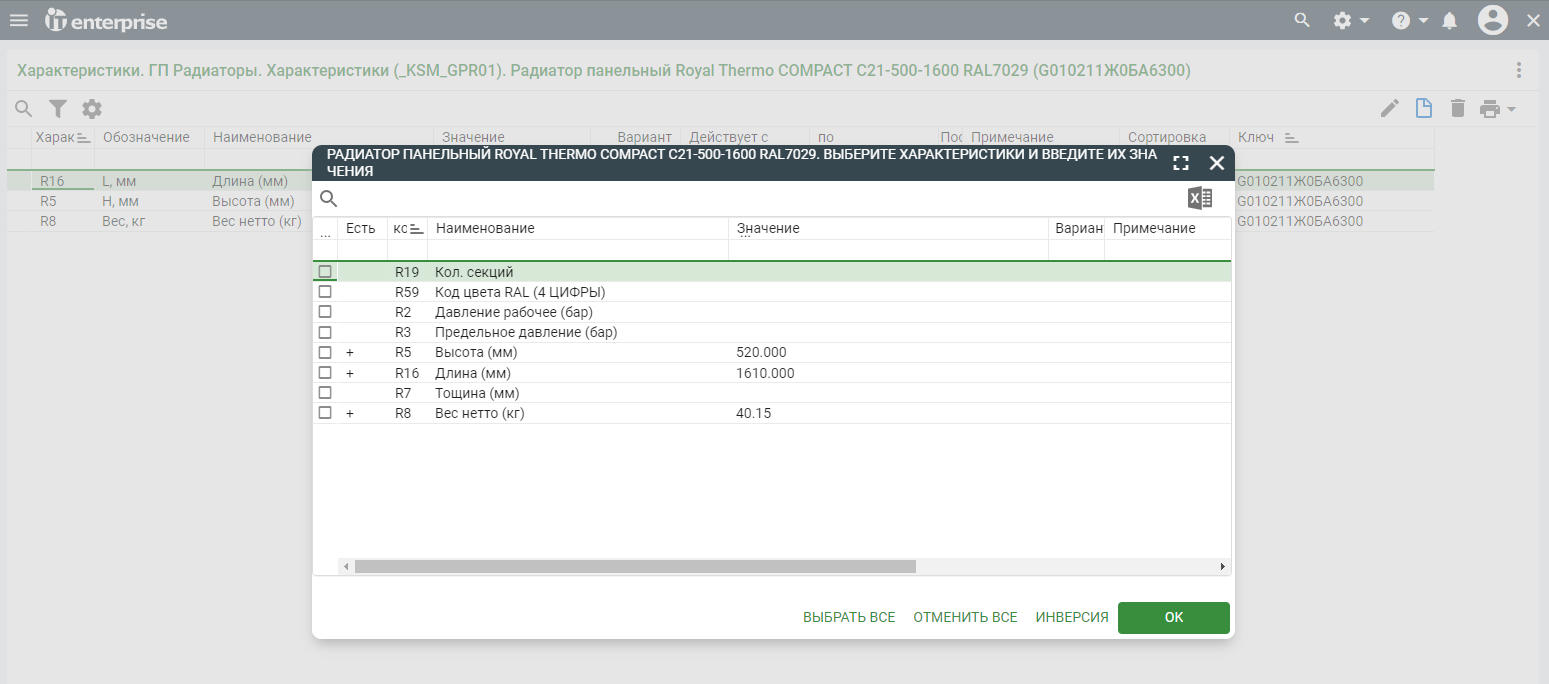 enterprise
Характеристики. ГП Радиаторы. Характеристики (_KSM_GPR01). Радиатор панельный Royal Thermo COMPACT C21-500-1600 RAL7029 (G010211Ж0БА6300)
Харак Обозначение Наименование Значение Вариант Действует с по Пос Примечание Сортировка Ключ
R16 L, мм Длина (мм) G010211Ж0БА6300
R5 H, мм Высота (мм) G010211Ж0БА6300
R8 Вес, кг Вес нетто (кг) G010211Ж0БА6300
РАДИАТОР ПАНЕЛЬНЫЙ ROYAL THERMO COMPACT C21-500-1600 RAL7029. ВЫБЕРИТЕ ХАРАКТЕРИСТИКИ И ВВЕДИТЕ ИХ ЗНА
ЧЕНИЯ
... Есть кс Наименование Значение Вариан Примечание
R19 Кол. секций
R59 Код цвета RAL (4 ЦИФРЫ)
R2 Давление рабочее (бар)
R3 Предельное давление (бар)
+ R5 Высота (мм) 520.000
+ R16 Длина (мм) 1610.000
R7 Тощина (мм)
+ R8 Вес нетто (кг) 40.15
ВЫБРАТЬ ВСЕ ОТМЕНИТЬ ВСЕ ИНВЕРСИЯ ОК